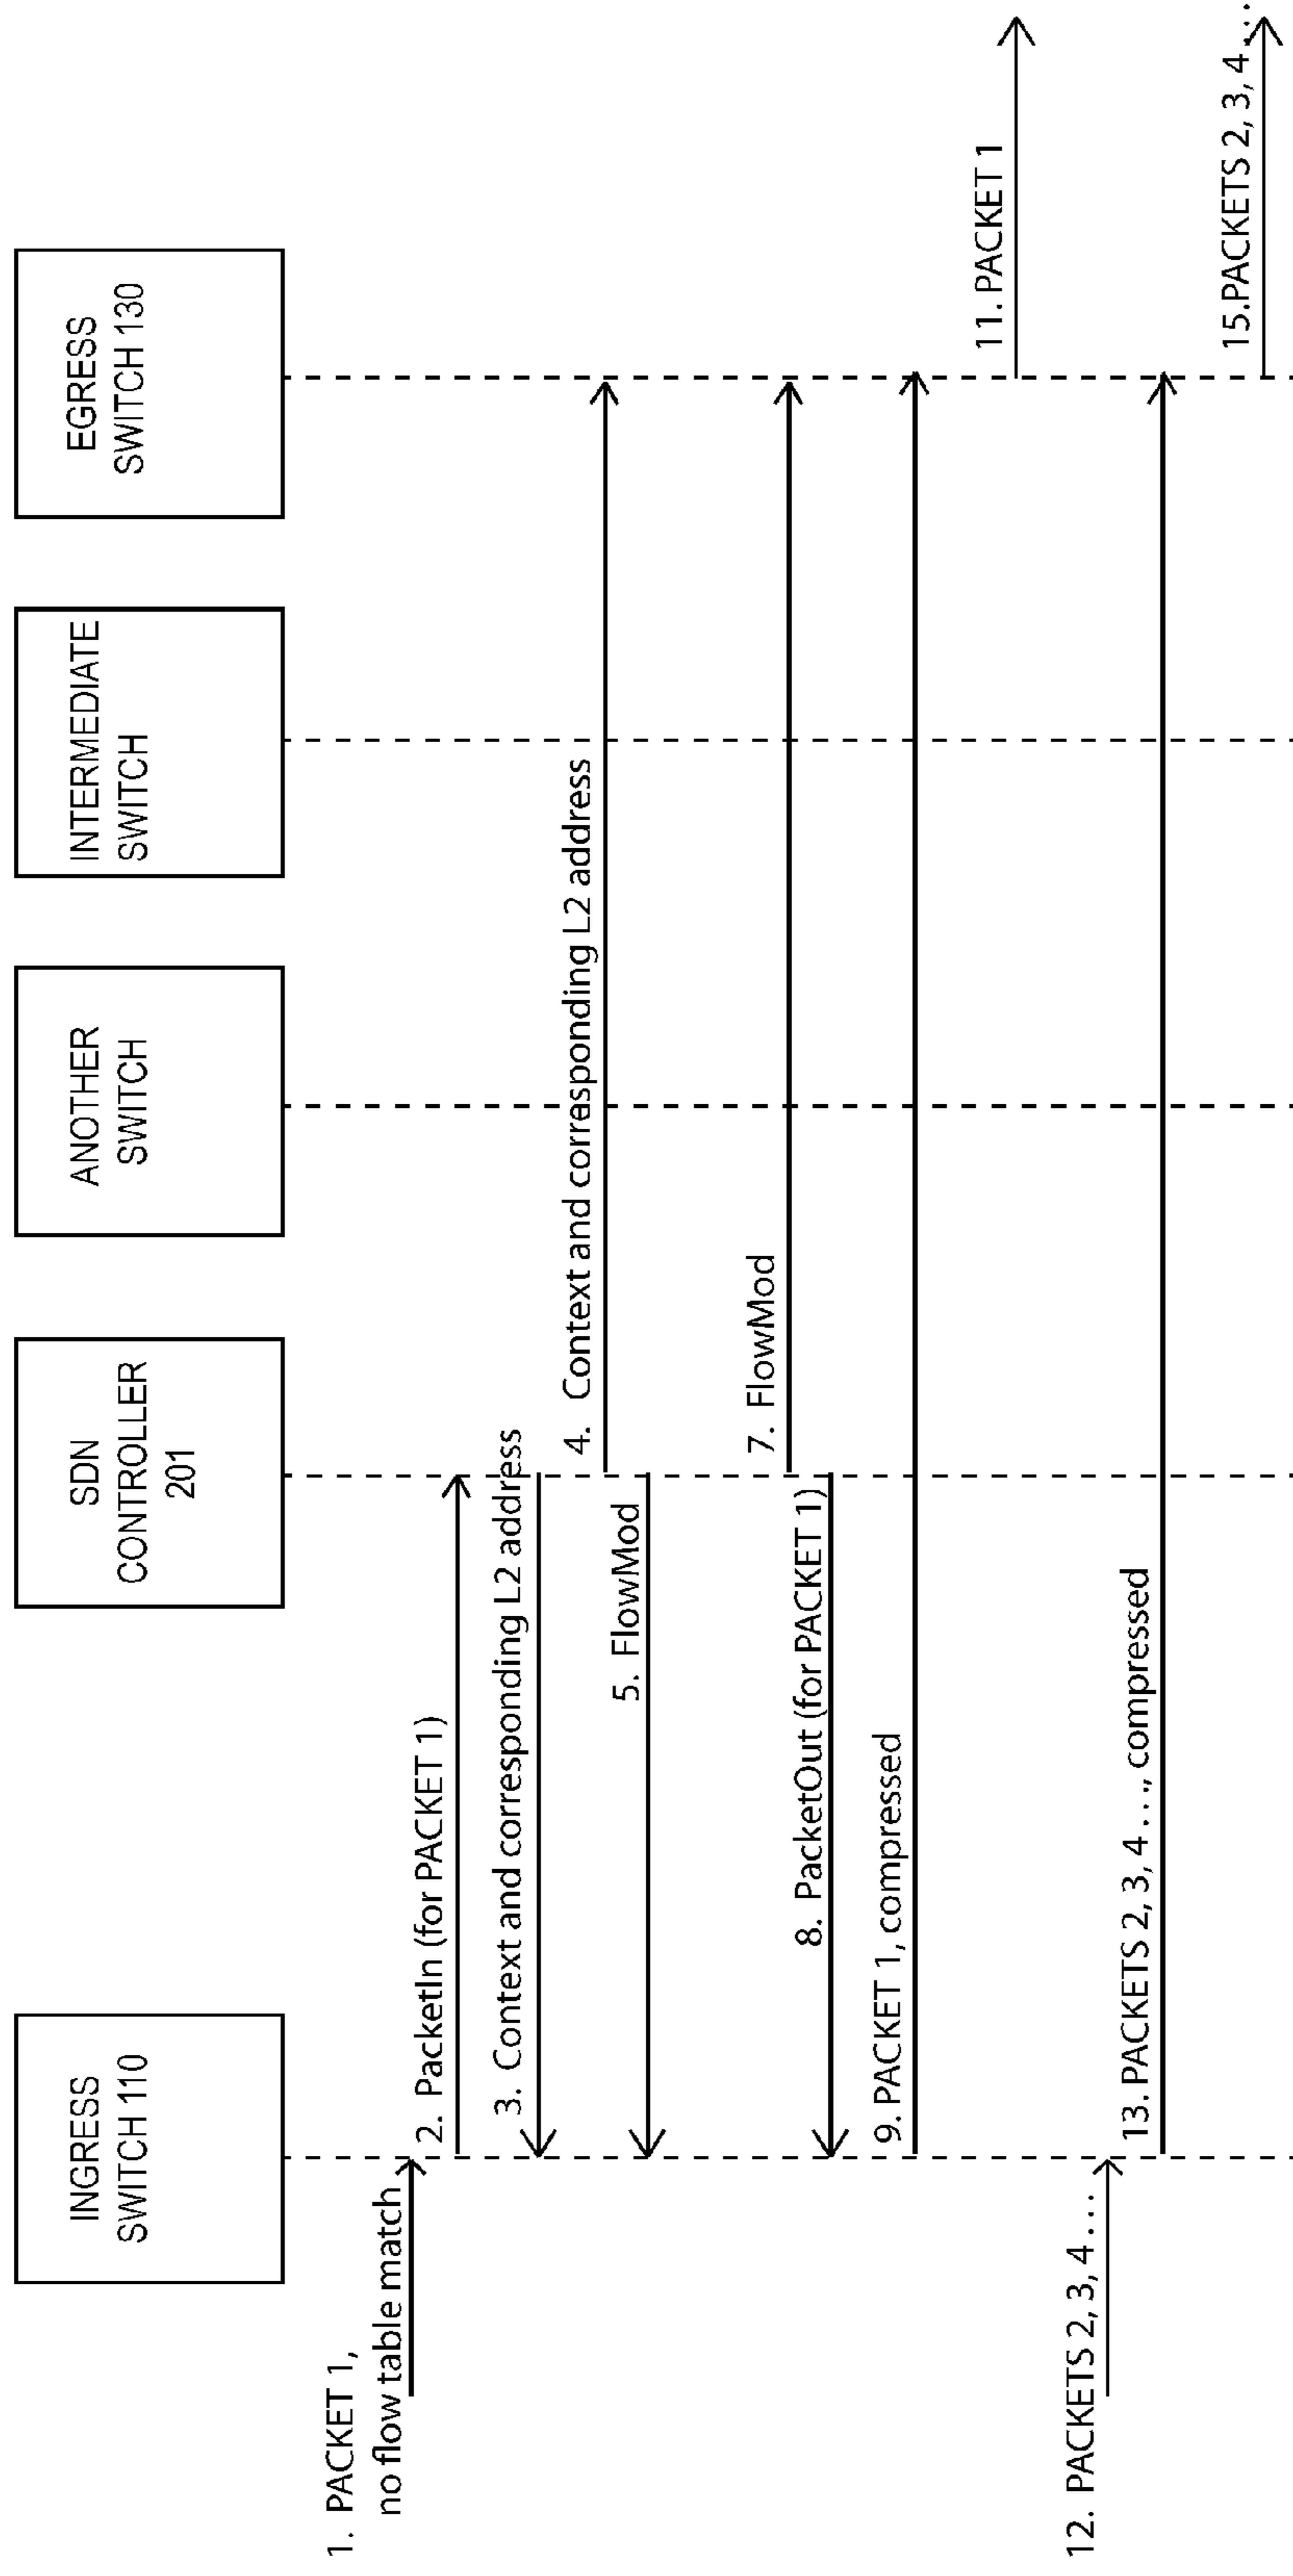 INGRESS
SWITCH 110
SDN
CONTROLLER
201
ANOTHER
SWITCH
INTERMEDIATE
SWITCH
EGRESS
SWITCH 130
1. PACKET 1,
no flow table match
2. PacketIn (for PACKET 1)
3. Context and corresponding L2 address
4. Context and corresponding L2 address
5. FlowMod
7. FlowMod
8. PacketOut (for PACKET 1)
9. PACKET 1, compressed
11. PACKET 1
12. PACKETS 2, 3, 4 . . . .
13. PACKETS 2, 3, 4 . . ., compressed
15.PACKETS 2, 3, 4 . . .